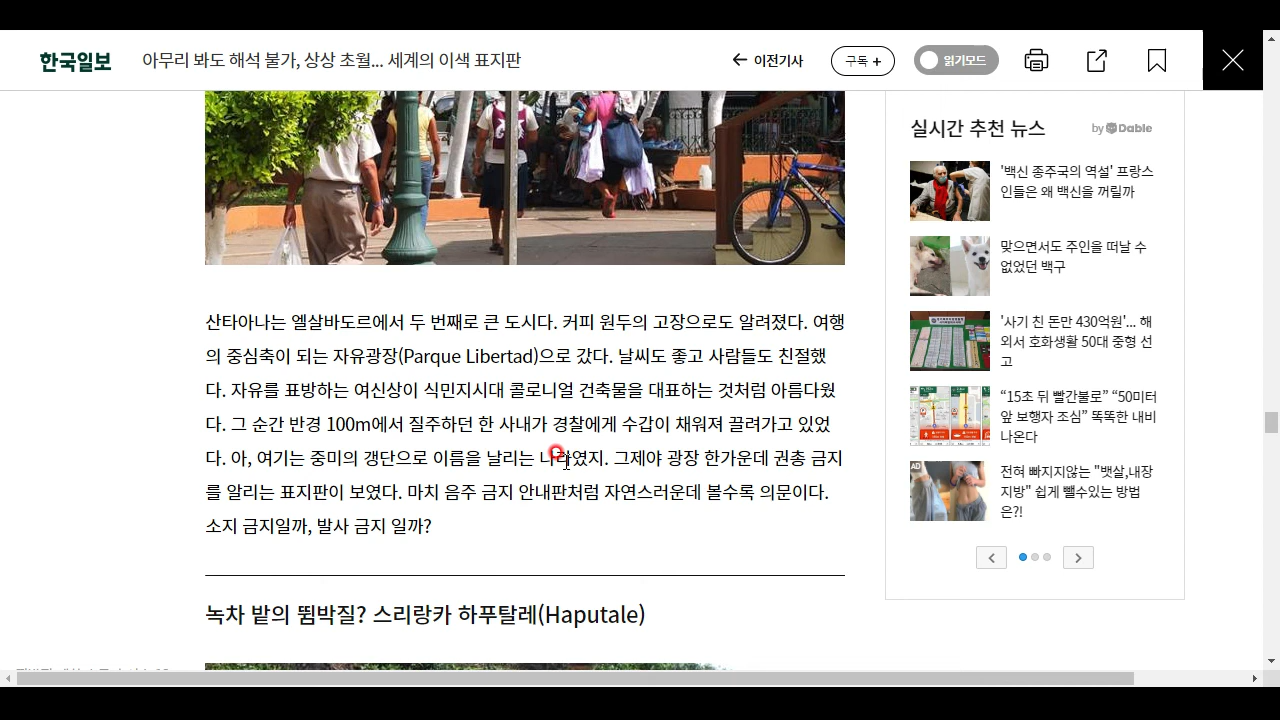 한국일보
아무리 봐도 해석 불가, 상상 초월... 세계의 이색 표지판
이전기사
구독 +
읽기모드
산타아나는 엘살바도르에서 두 번째로 큰 도시다. 커피 원두의 고장으로도 알려졌다. 여행
의 중심축이 되는 자유광장(Parque Libertad)으로 갔다. 날씨도 좋고 사람들도 친절했
다. 자유를 표방하는 여신상이 식민지시대 콜로니얼 건축물을 대표하는 것처럼 아름다웠
다. 그 순간 반경 100m에서 질주하던 한 사내가 경찰에게 수갑이 채워져 끌려가고 있었
다. 아, 여기는 중미의 갱단으로 이름을 날리는 나라였지. 그제야 광장 한가운데 권총 금지
를 알리는 표지판이 보였다. 마치 음주 금지 안내판처럼 자연스러운데 볼수록 의문이다.
소지 금지일까, 발사 금지 일까?
녹차 밭의 뜀박질? 스리랑카 하푸탈레(Haputale)
실시간 추천 뉴스
by Dable
'백신 종주국의 역설' 프랑스
인들은 왜 백신을 꺼릴까
맞으면서도 주인을 떠날 수
없었던 백구
'사기 친 돈만 430억원'... 해
외서 호화생활 50대 중형 선
고
“15초 뒤 빨간불로” “50미터
앞 보행자 조심” 똑똑한 내비
나온다
AD
전혀 빠지지않는 "뱃살,내장
지방" 쉽게 뺄수있는 방법
은?!